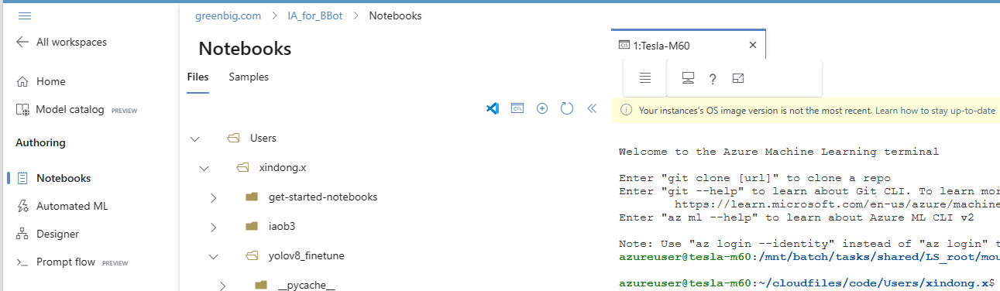 greenbig.com > IA_for_BBot > Notebooks
All workspaces
Home
Model catalog PREVIEW
Authoring
Notebooks
Automated ML
Designer
Prompt flow PREVIEW
Notebooks
Files Samples
Users
xindong.x
get-started-notebooks
iaob3
yolov8_finetune
__pycache__
1:Tesla-M60
?
Your instances's OS image version is not the most recent. Learn how to stay up-to-date
Welcome to the Azure Machine Learning terminal
Enter "git clone [url]" to clone a repo
Enter "git --help" to learn about Git CLI. To learn mor
https://learn.microsoft.com/en-us/azure/machine
Enter "az ml --help" to learn about Azure ML CLI v2
Note: Use "az login --identity" instead of "az login" t
azureuser@tesla-m60:/mnt/batch/tasks/shared/LS_root/mou
azureuser@tesla-m60:~/cloudfiles/code/Users/xindong.x$